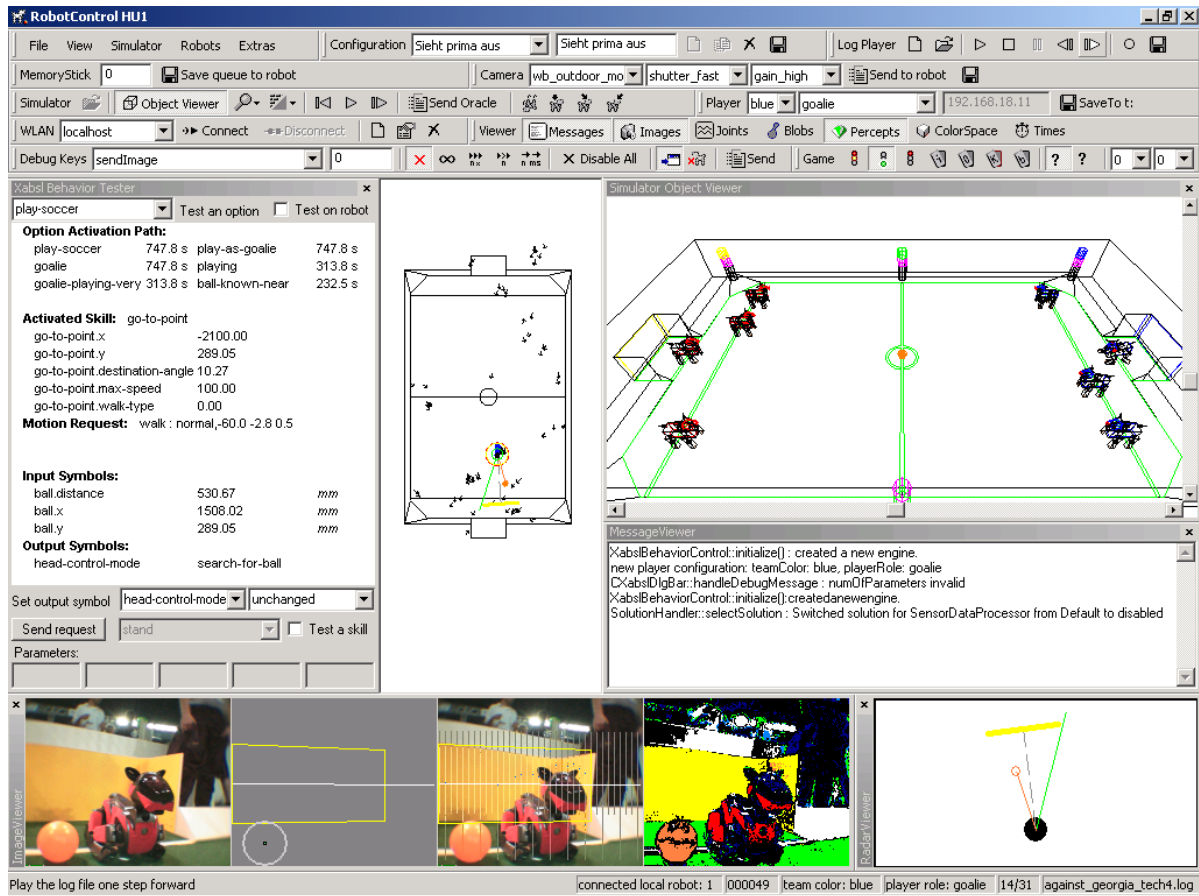 RobotControl HU1
File View Simulator Robots Extras Configuration Sieht prima aus Sieht prima aus Log Player
MemoryStick 0 Save queue to robot Camera wb_outdoor_mo shutter_fast gain_high Send to robot
Simulator Object Viewer Send Oracle Player blue goalie 192.168.18.11 SaveTo t:
WLAN localhost Connect Disconnect Viewer Messages Images Joints Blobs Percepts ColorSpace Times
Debug Keys sendImage 0 n x n n ms Disable All Send Game ? ? 0 0
Xabsl Behavior Tester
play-soccer Test an option Test on robot
Option Activation Path:
play-soccer 747.8 s play-as-goalie 747.8 s
goalie 747.8 s playing 313.8 s
goalie-playing-very 313.8 s ball-known-near 232.5 s
Activated Skill: go-to-point
go-to-point.x -2100.00
go-to-point.y 289.05
go-to-point.destination-angle 10.27
go-to-point.max-speed 100.00
go-to-point.walk-type 0.00
Motion Request: walk : normal,-60.0 -2.8 0.5
Input Symbols:
ball.distance 530.67 mm
ball.x 1508.02 mm
ball.y 289.05 mm
Output Symbols:
head-control-mode search-for-ball
Set output symbol head-control-mode unchanged
Send request stand Test a skill
Parameters:
Simulator Object Viewer
MessageViewer
XabslBehaviorControl::initialize() : created a new engine.
new player configuration: teamColor: blue, playerRole: goalie
CXabslDlgBar::handleDebugMessage : numOfParameters invalid
XabslBehaviorControl::initialize():createdanewengine.
SolutionHandler::selectSolution : Switched solution for SensorDataProcessor from Default to disabled
ImageViewer
RadarViewer
Play the log file one step forward connected local robot: 1 000049 team color: blue player role: goalie 14/31 against_georgia_tech4.log